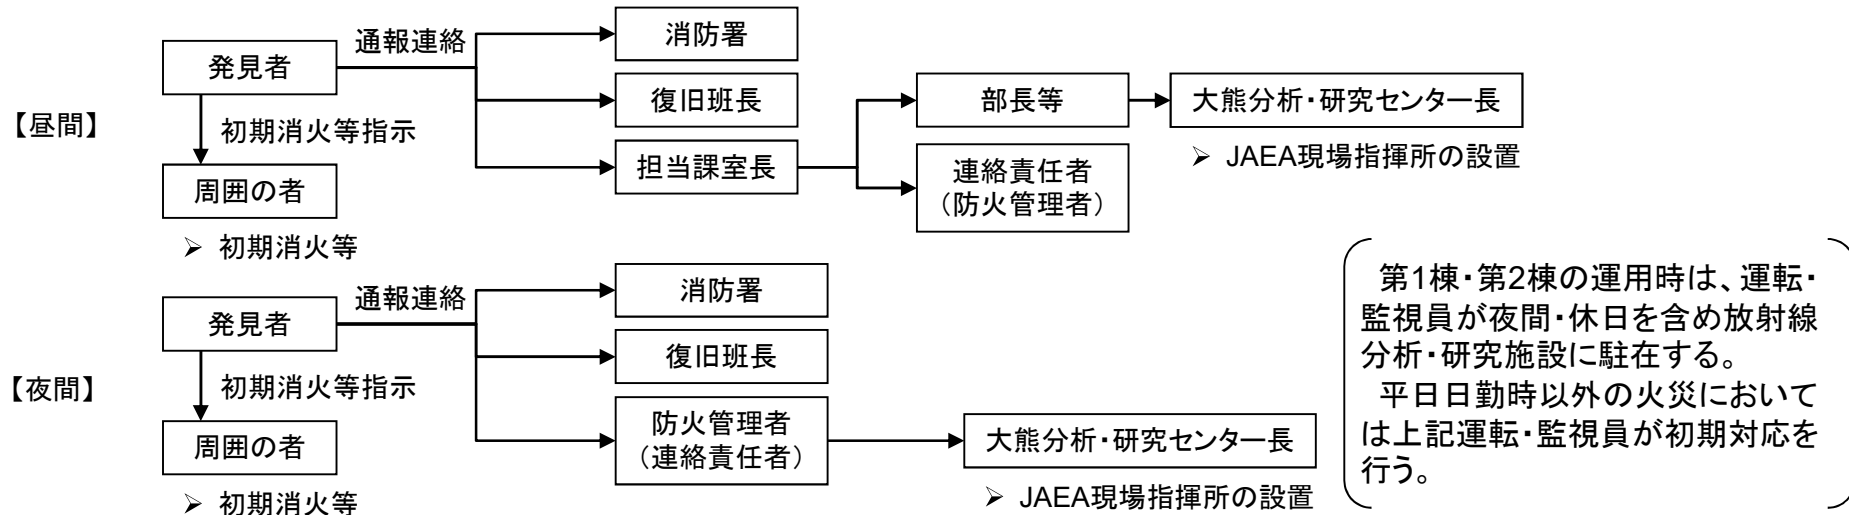 【昼間】
発見者
通報連絡
消防署
復旧班長
担当課室長
部長等
大熊分析・研究センター長
➢ JAEA現場指揮所の設置
連絡責任者
（防火管理者）
初期消火等指示
周囲の者
➢ 初期消火等
【夜間】
発見者
通報連絡
消防署
復旧班長
防火管理者
（連絡責任者）
大熊分析・研究センター長
➢ JAEA現場指揮所の設置
初期消火等指示
周囲の者
➢ 初期消火等
第1棟・第2棟の運用時は、運転・
監視員が夜間・休日を含め放射線
分析・研究施設に駐在する。
平日日勤時以外の火災において
は上記運転・監視員が初期対応を
行う。